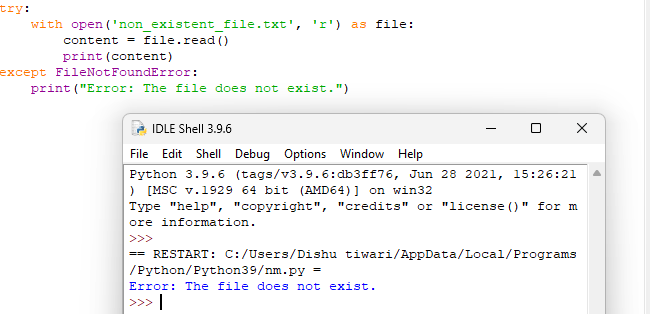 try:
    with open('non_existent_file.txt', 'r') as file:
        content = file.read()
        print(content)
except FileNotFoundError:
    print("Error: The file does not exist.")
IDLE Shell 3.9.6
File Edit Shell Debug Options Window Help
Python 3.9.6 (tags/v3.9.6:db3ff76, Jun 28 2021, 15:26:21
) [MSC v.1929 64 bit (AMD64)] on win32
Type "help", "copyright", "credits" or "license()" for m
ore information.
>>>
== RESTART: C:/Users/Dishu tiwari/AppData/Local/Programs
/Python/Python39/nm.py =
Error: The file does not exist.
>>>